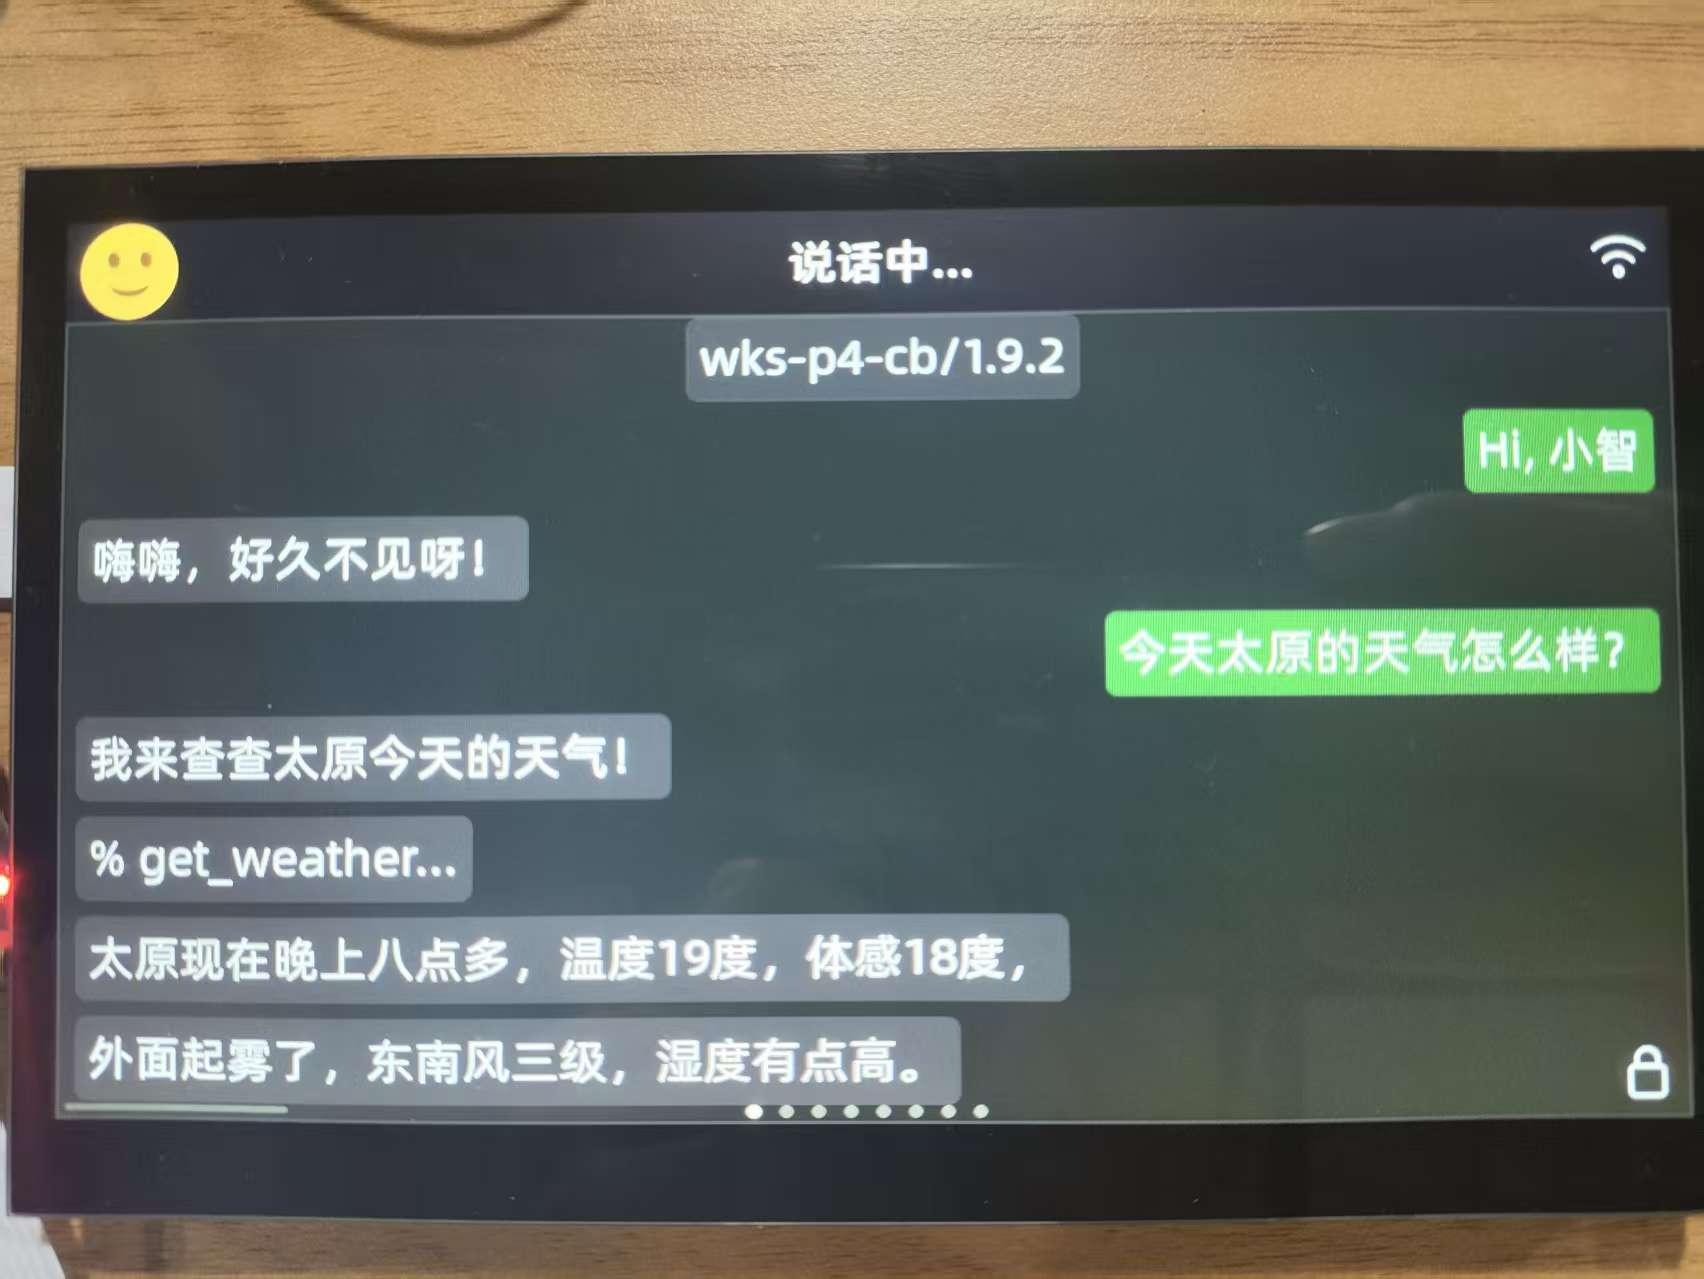 说话中...
wks-p4-cb/1.9.2
Hi, 小智
嗨嗨，好久不见呀！
今天太原的天气怎么样？
我来查查太原今天的天气！
% get_weather...
太原现在晚上八点多，温度19度，体感18度，
外面起雾了，东南风三级，湿度有点高。